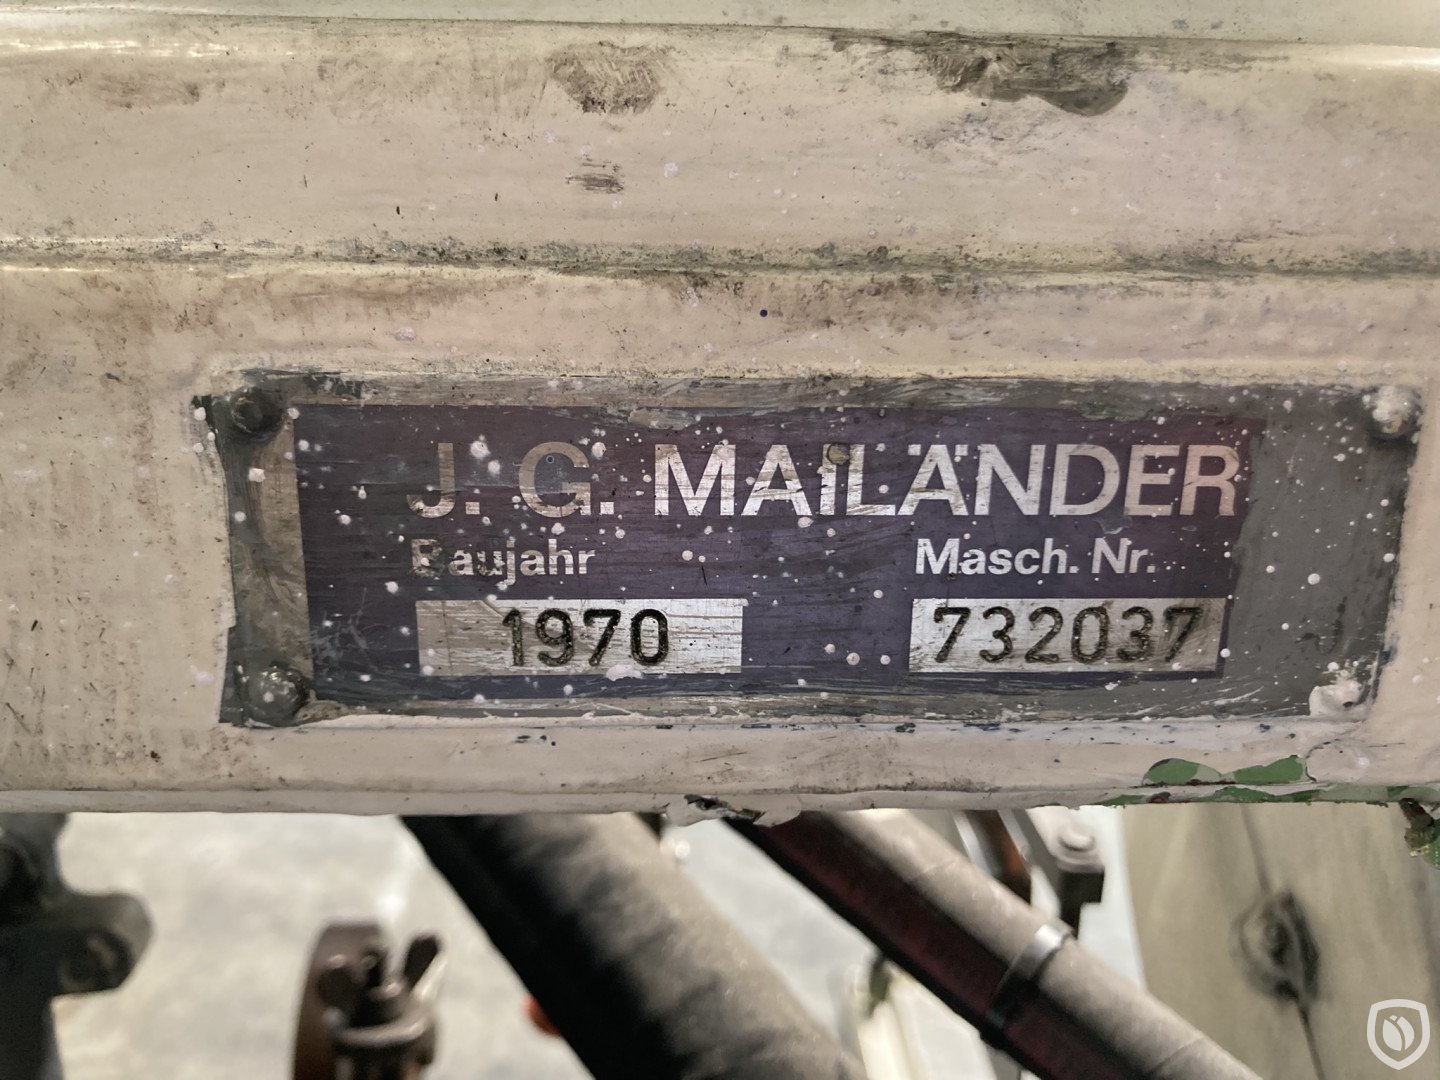 J. G. MAILÄNDER
Baujahr Masch. Nr.
1970 732037